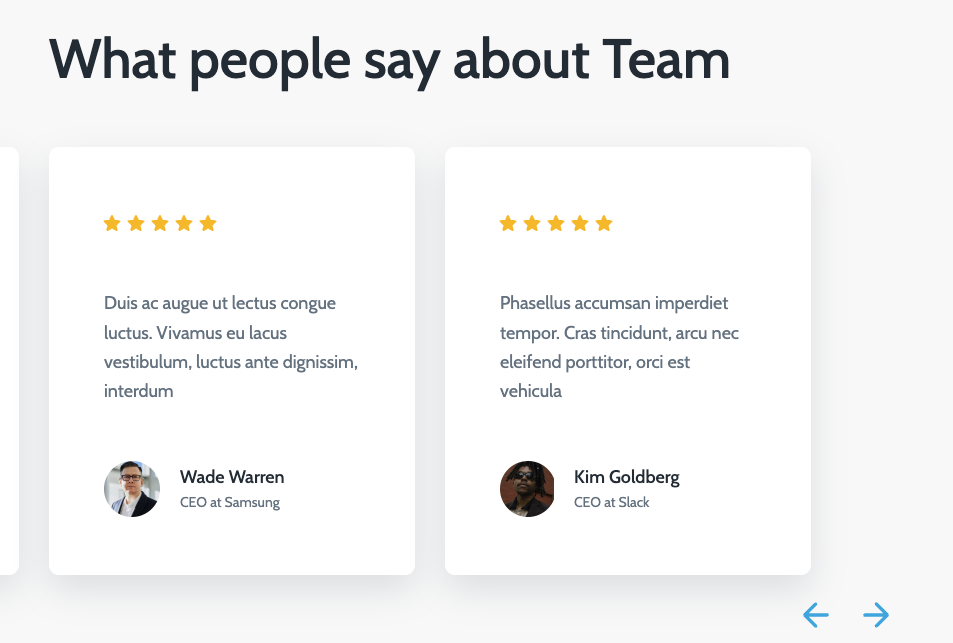 What people say about Team
Duis ac augue ut lectus congue
luctus. Vivamus eu lacus
vestibulum, luctus ante dignissim,
interdum
Wade Warren
CEO at Samsung
Phasellus accumsan imperdiet
tempor. Cras tincidunt, arcu nec
eleifend porttitor, orci est
vehicula
Kim Goldberg
CEO at Slack